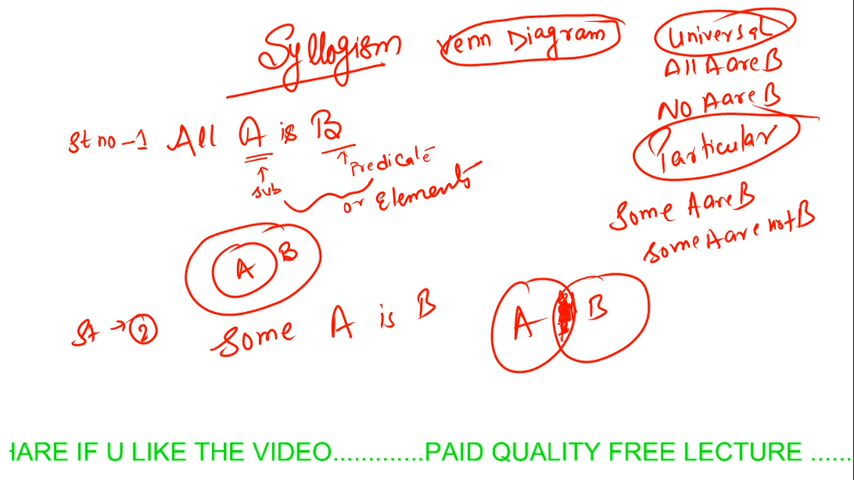 Syllogism
Venn Diagram
Universal
All A are B
No A are B
Particular
Some A are B
Some A are not B
St no-1 All A is B
sub
Predicate
or Elements
A B
St → 2 Some A is B
A B
HARE IF U LIKE THE VIDEO.............PAID QUALITY FREE LECTURE ......